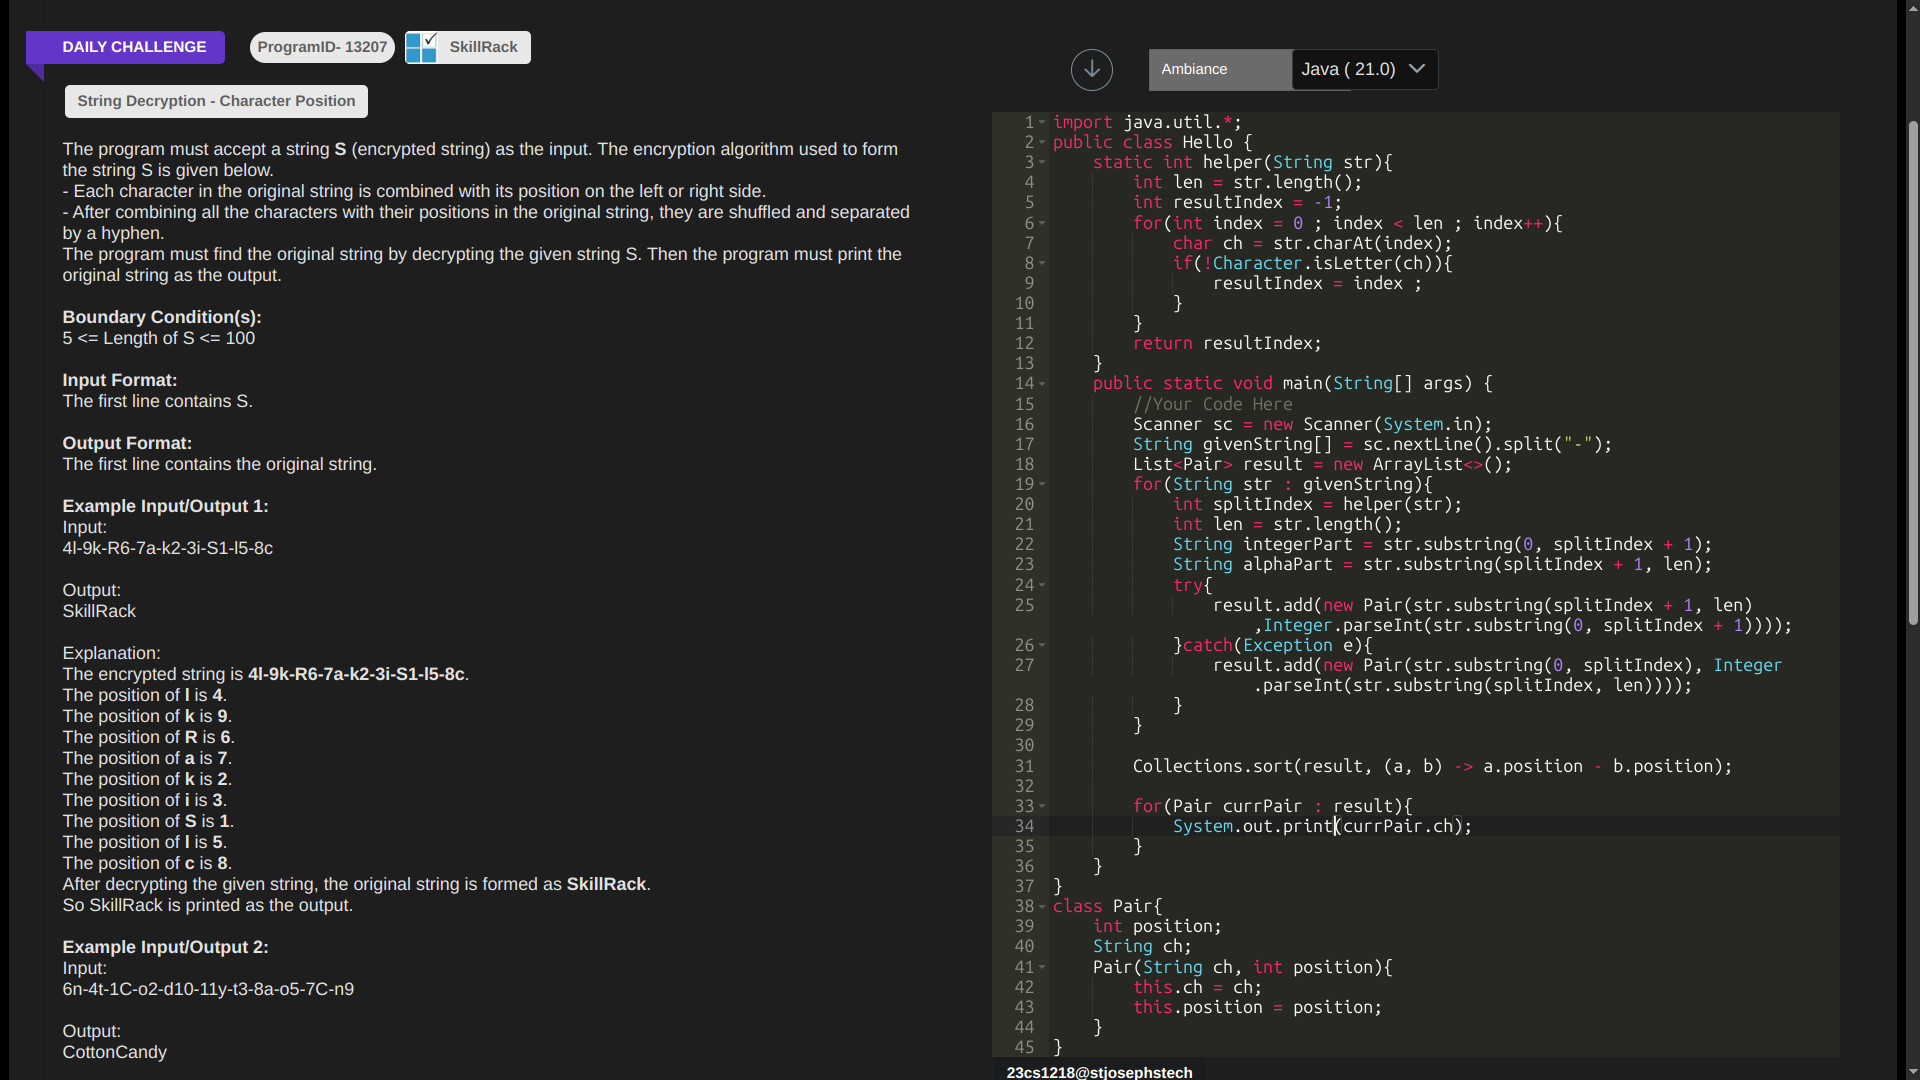 DAILY CHALLENGE
ProgramID- 13207
SkillRack
String Decryption - Character Position
The program must accept a string S (encrypted string) as the input. The encryption algorithm used to form
the string S is given below.
- Each character in the original string is combined with its position on the left or right side.
- After combining all the characters with their positions in the original string, they are shuffled and separated
by a hyphen.
The program must find the original string by decrypting the given string S. Then the program must print the
original string as the output.
Boundary Condition(s):
5 <= Length of S <= 100
Input Format:
The first line contains S.
Output Format:
The first line contains the original string.
Example Input/Output 1:
Input:
4l-9k-R6-7a-k2-3i-S1-l5-8c
Output:
SkillRack
Explanation:
The encrypted string is 4l-9k-R6-7a-k2-3i-S1-l5-8c.
The position of l is 4.
The position of k is 9.
The position of R is 6.
The position of a is 7.
The position of k is 2.
The position of i is 3.
The position of S is 1.
The position of l is 5.
The position of c is 8.
After decrypting the given string, the original string is formed as SkillRack.
So SkillRack is printed as the output.
Example Input/Output 2:
Input:
6n-4t-1C-o2-d10-11y-t3-8a-o5-7C-n9
Output:
CottonCandy
Ambiance
Java ( 21.0)
1 import java.util.*;
2 public class Hello {
3     static int helper(String str){
4         int len = str.length();
5         int resultIndex = -1;
6         for(int index = 0 ; index < len ; index++){
7             char ch = str.charAt(index);
8             if(!Character.isLetter(ch)){
9                 resultIndex = index ;
10             }
11         }
12         return resultIndex;
13     }
14     public static void main(String[] args) {
15         //Your Code Here
16         Scanner sc = new Scanner(System.in);
17         String givenString[] = sc.nextLine().split("-");
18         List<Pair> result = new ArrayList<>();
19         for(String str : givenString){
20             int splitIndex = helper(str);
21             int len = str.length();
22             String integerPart = str.substring(0, splitIndex + 1);
23             String alphaPart = str.substring(splitIndex + 1, len);
24             try{
25                 result.add(new Pair(str.substring(splitIndex + 1, len)
,Integer.parseInt(str.substring(0, splitIndex + 1))));
26             }catch(Exception e){
27                 result.add(new Pair(str.substring(0, splitIndex), Integer
.parseInt(str.substring(splitIndex, len))));
28             }
29         }
30
31         Collections.sort(result, (a, b) -> a.position - b.position);
32
33         for(Pair currPair : result){
34             System.out.print(currPair.ch);
35         }
36     }
37 }
38 class Pair{
39     int position;
40     String ch;
41     Pair(String ch, int position){
42         this.ch = ch;
43         this.position = position;
44     }
45 }
23cs1218@stjosephstech